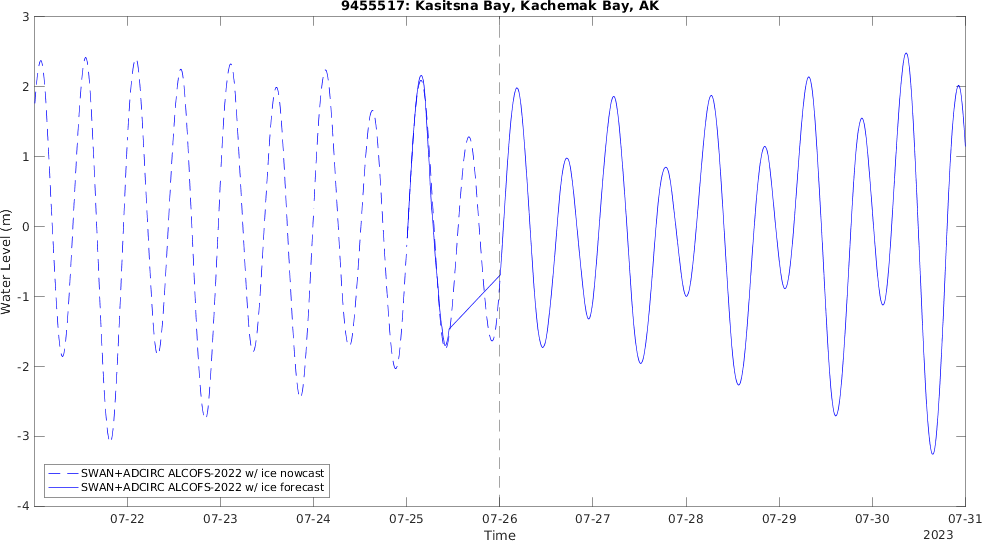 9455517: Kasitsna Bay, Kachemak Bay, AK
3
2
1
0
-1
-2
-3
-4
Water Level (m)
SWAN+ADCIRC ALCOFS-2022 w/ ice nowcast
SWAN+ADCIRC ALCOFS-2022 w/ ice forecast
07-22 07-23 07-24 07-25 07-26 07-27 07-28 07-29 07-30 07-31
Time
2023